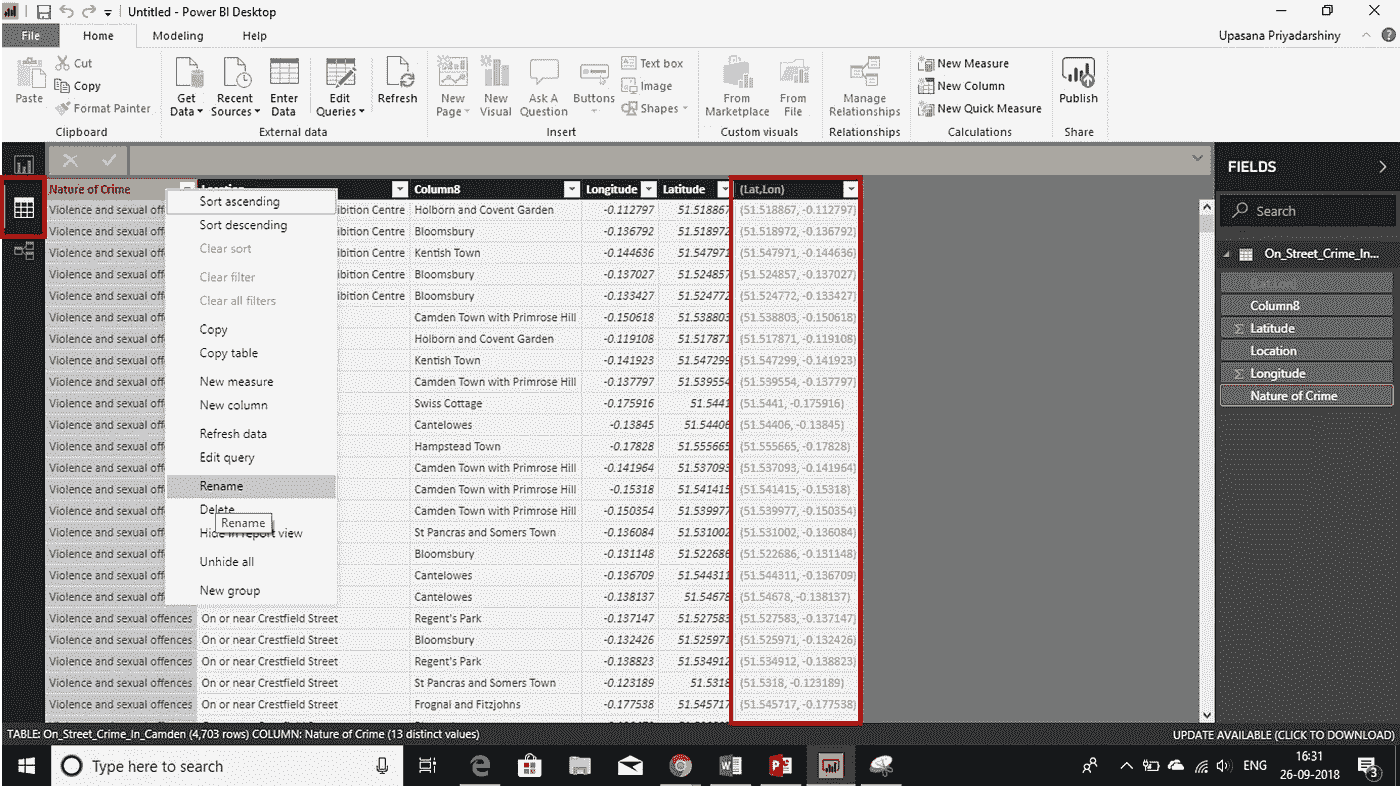 Untitled - Power BI Desktop
File Home Modeling Help Upasana Priyadarshiny
Paste Cut Copy Format Painter
Get Data Recent Sources Enter Data Edit Queries Refresh
New Page New Visual Ask A Question Buttons Text box Image Shapes
From Marketplace From File Manage Relationships
New Measure New Column New Quick Measure Publish
Clipboard External data Insert Custom visuals Relationships Calculations Share
Nature of Crime Column8 Longitude Latitude (Lat,Lon)
Violence and sexual off ibition Centre Holborn and Covent Garden -0.112797 51.518867 (51.518867, -0.112797)
Violence and sexual off ibition Centre Bloomsbury -0.136792 51.518972 (51.518972, -0.136792)
Violence and sexual off ibition Centre Kentish Town -0.144636 51.547971 (51.547971, -0.144636)
Violence and sexual off ibition Centre Bloomsbury -0.137027 51.524857 (51.524857, -0.137027)
Violence and sexual off ibition Centre Bloomsbury -0.133427 51.524772 (51.524772, -0.133427)
Violence and sexual off Camden Town with Primrose Hill -0.150618 51.538803 (51.538803, -0.150618)
Violence and sexual off Holborn and Covent Garden -0.119108 51.517871 (51.517871, -0.119108)
Violence and sexual off Kentish Town -0.141923 51.547299 (51.547299, -0.141923)
Violence and sexual off Camden Town with Primrose Hill -0.137797 51.539554 (51.539554, -0.137797)
Violence and sexual off Swiss Cottage -0.175916 51.5441 (51.5441, -0.175916)
Violence and sexual off Cantelowes -0.13845 51.54406 (51.54406, -0.13845)
Violence and sexual off Hampstead Town -0.17828 51.555665 (51.555665, -0.17828)
Violence and sexual off Camden Town with Primrose Hill -0.141964 51.537093 (51.537093, -0.141964)
Violence and sexual off Camden Town with Primrose Hill -0.15318 51.541415 (51.541415, -0.15318)
Violence and sexual off Camden Town with Primrose Hill -0.150354 51.539977 (51.539977, -0.150354)
Violence and sexual off St Pancras and Somers Town -0.136084 51.531002 (51.531002, -0.136084)
Violence and sexual off Bloomsbury -0.131148 51.522686 (51.522686, -0.131148)
Violence and sexual off Cantelowes -0.136709 51.544311 (51.544311, -0.136709)
Violence and sexual off Cantelowes -0.138137 51.54678 (51.54678, -0.138137)
Violence and sexual offences On or near Crestfield Street Regent's Park -0.137147 51.527583 (51.527583, -0.137147)
Violence and sexual offences On or near Crestfield Street Bloomsbury -0.132426 51.525971 (51.525971, -0.132426)
Violence and sexual offences On or near Crestfield Street Regent's Park -0.138823 51.534912 (51.534912, -0.138823)
Violence and sexual offences On or near Crestfield Street St Pancras and Somers Town -0.123189 51.5318 (51.5318, -0.123189)
Violence and sexual offences On or near Crestfield Street Frognal and Fitzjohns -0.177538 51.545717 (51.545717, -0.177538)
Sort ascending
Sort descending
Clear sort
Clear filter
Clear all filters
Copy
Copy table
New measure
New column
Refresh data
Edit query
Rename
Delete
Rename
Hide in report view
Unhide all
New group
FIELDS
Search
On_Street_Crime_In...
(Lat,Lon)
Column8
Latitude
Location
Longitude
Nature of Crime
TABLE: On_Street_Crime_In_Camden (4,703 rows) COLUMN: Nature of Crime (13 distinct values) UPDATE AVAILABLE (CLICK TO DOWNLOAD)
Type here to search ENG 16:31
26-09-2018 3